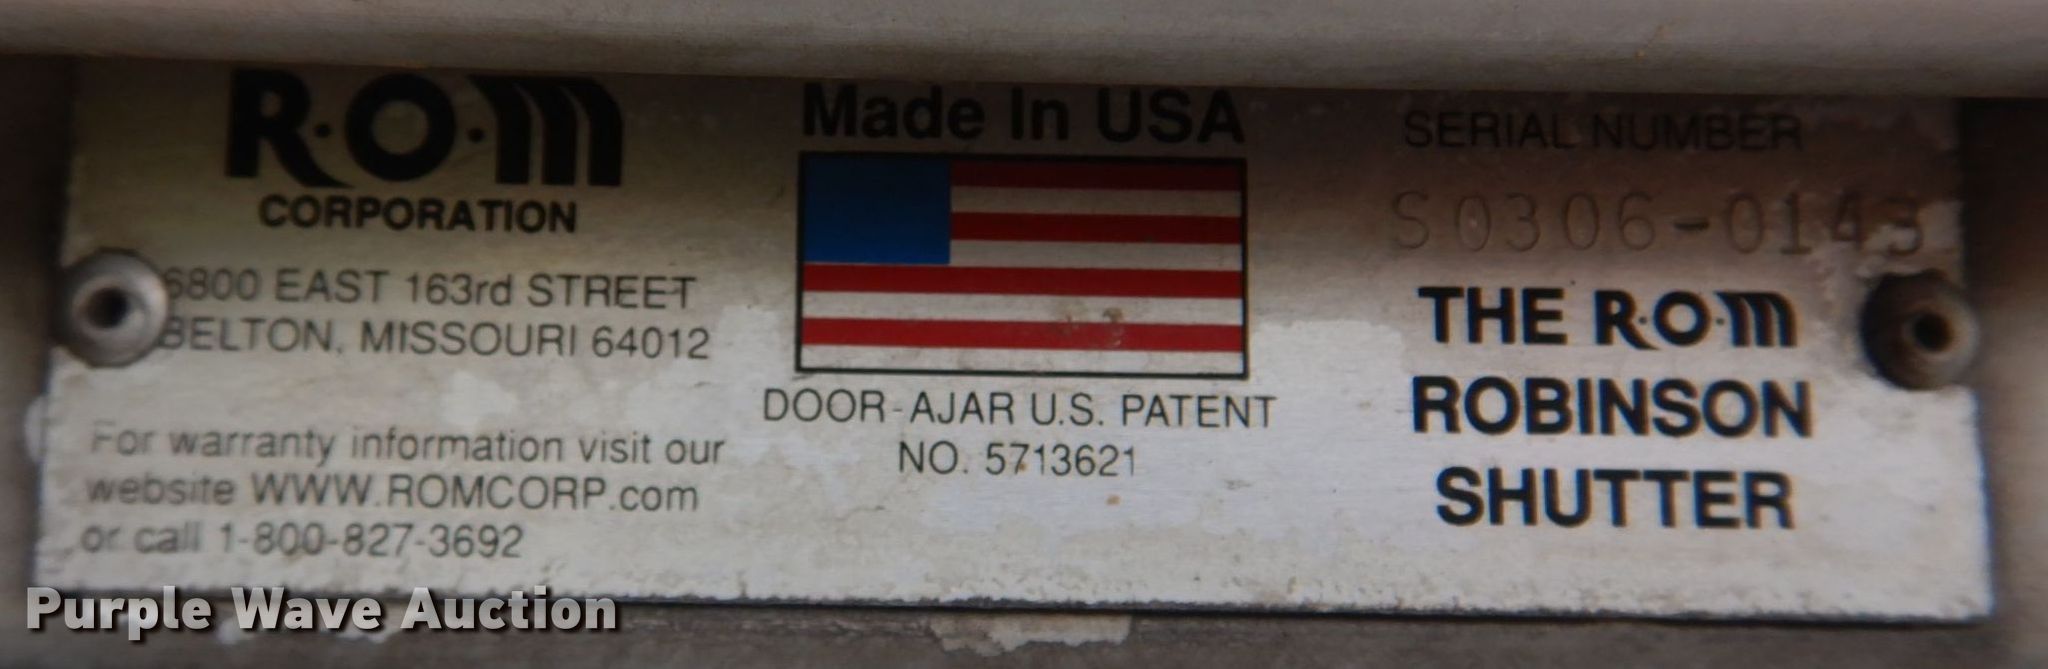 R·O·M
CORPORATION
6800 EAST 163rd STREET
BELTON, MISSOURI 64012
For warranty information visit our
website WWW.ROMCORP.com
or call 1-800-827-3692
Made In USA
DOOR-AJAR U.S. PATENT
NO. 5713621
SERIAL NUMBER
S0306-0143
THE R·O·M
ROBINSON
SHUTTER
Purple Wave Auction